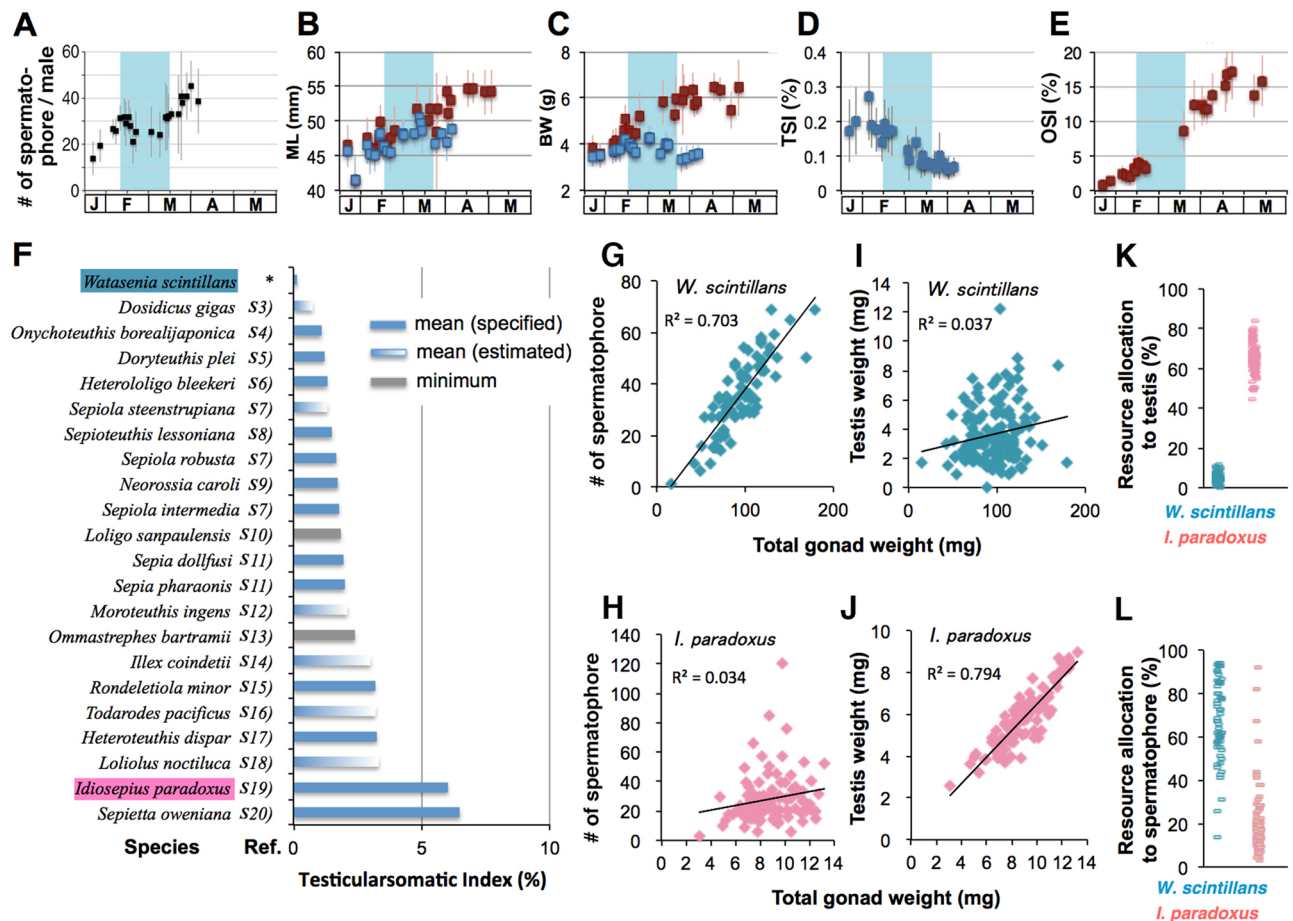 A
# of spermato-
phore / male
60
40
20
0
J F M A M
B
ML (mm)
60
55
50
45
40
J F M A M
C
BW (g)
8
6
4
2
J F M A M
D
TSI (%)
0.4
0.3
0.2
0.1
0
J F M A M
E
OSI (%)
20
15
10
5
0
J F M A M
F
Watasenia scintillans *
Dosidicus gigas S3)
Onychoteuthis borealijaponica S4)
Doryteuthis plei S5)
Heterololigo bleekeri S6)
Sepiola steenstrupiana S7)
Sepioteuthis lessoniana S8)
Sepiola robusta S7)
Neorossia caroli S9)
Sepiola intermedia S7)
Loligo sanpaulensis S10)
Sepia dollfusi S11)
Sepia pharaonis S11)
Moroteuthis ingens S12)
Ommastrephes bartramii S13)
Illex coindetii S14)
Rondeletiola minor S15)
Todarodes pacificus S16)
Heteroteuthis dispar S17)
Loliolus noctiluca S18)
Idiosepius paradoxus S19)
Sepietta oweniana S20)
Species Ref.
0 5 10
Testicularsomatic Index (%)
mean (specified)
mean (estimated)
minimum
G
# of spermatophore
W. scintillans
R² = 0.703
80
60
40
20
0
0 100 200
I
Testis weight (mg)
W. scintillans
R² = 0.037
14
12
10
8
6
4
2
0
0 100 200
Total gonad weight (mg)
K
Resource allocation
to testis (%)
100
80
60
40
20
0
W. scintillans
I. paradoxus
H
# of spermatophore
I. paradoxus
R² = 0.034
140
120
100
80
60
40
20
0
0 2 4 6 8 10 12 14
J
Testis weight (mg)
I. paradoxus
R² = 0.794
10
8
6
4
2
0
0 2 4 6 8 10 12 14
Total gonad weight (mg)
L
Resource allocation
to spermatophore (%)
100
80
60
40
20
0
W. scintillans
I. paradoxus